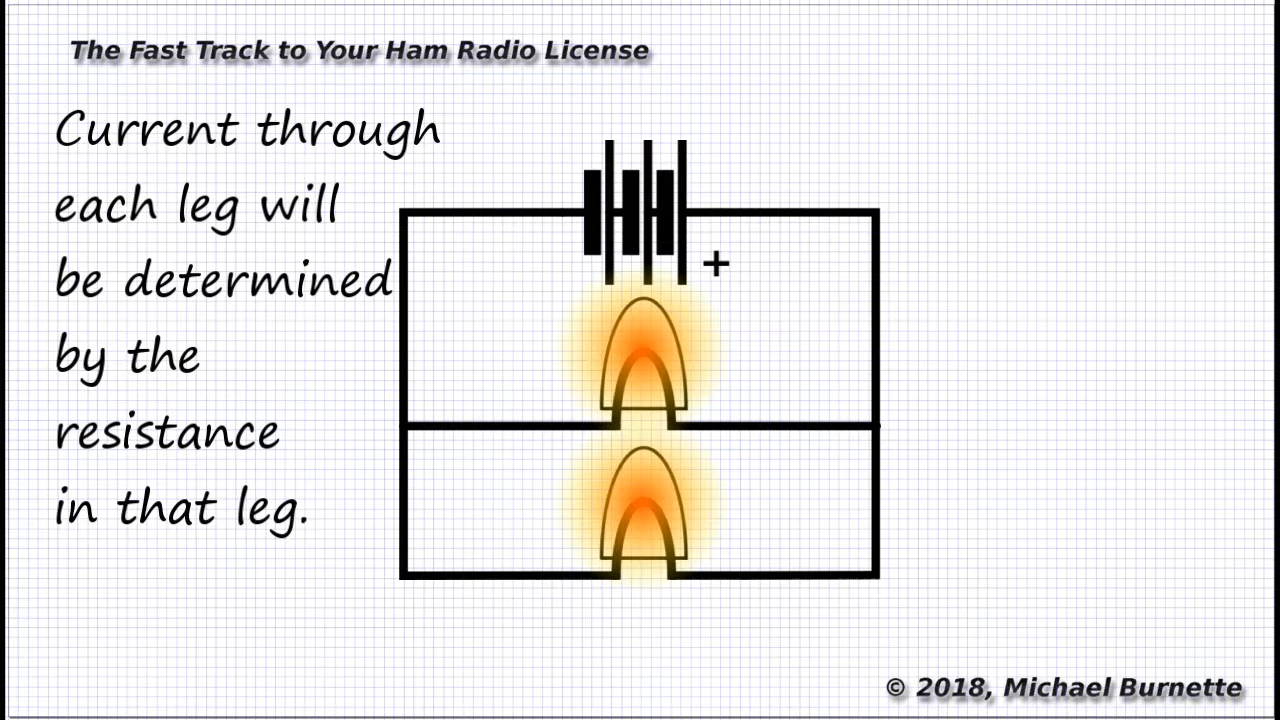 The Fast Track to Your Ham Radio License
Current through
each leg will
be determined
by the
resistance
in that leg.
+
© 2018, Michael Burnette